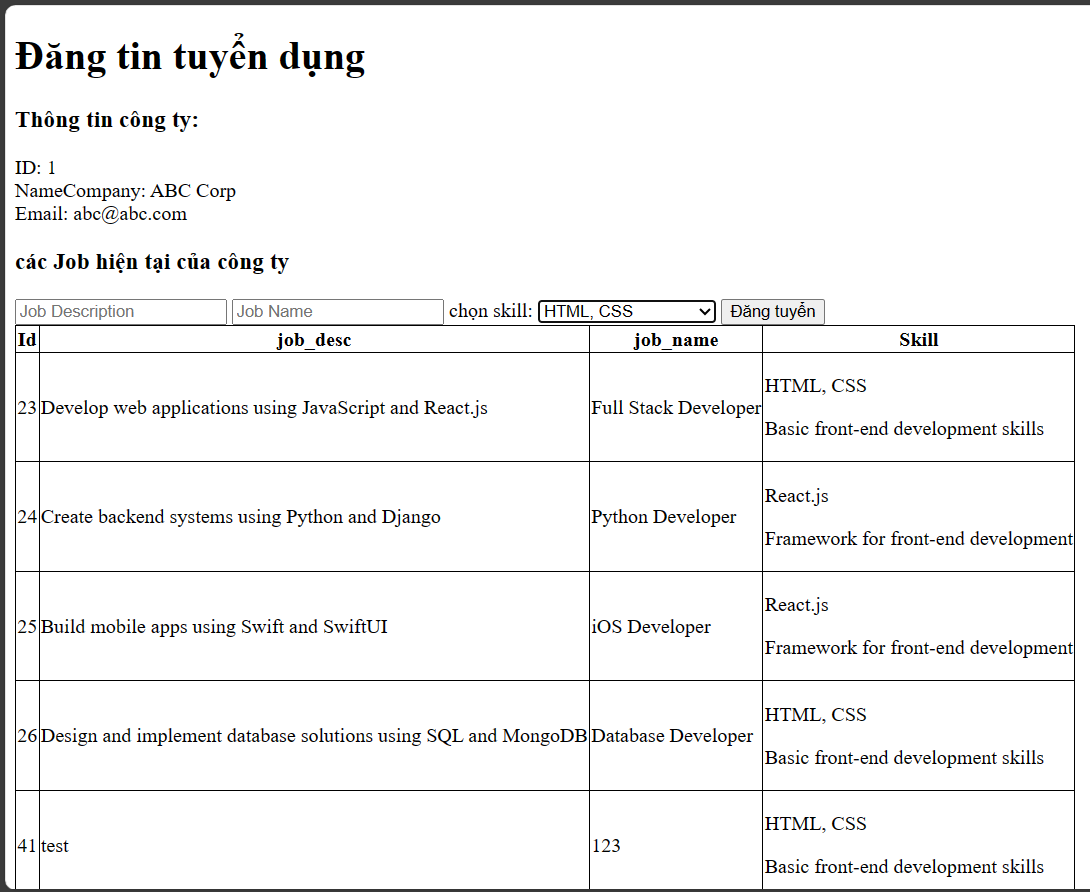 Đăng tin tuyển dụng
Thông tin công ty:
ID: 1
NameCompany: ABC Corp
Email: abc@abc.com
các Job hiện tại của công ty
Job Description Job Name chọn skill: HTML, CSS Đăng tuyển
Id job_desc job_name Skill
23 Develop web applications using JavaScript and React.js Full Stack Developer HTML, CSS
Basic front-end development skills
24 Create backend systems using Python and Django Python Developer React.js
Framework for front-end development
25 Build mobile apps using Swift and SwiftUI iOS Developer React.js
Framework for front-end development
26 Design and implement database solutions using SQL and MongoDB Database Developer HTML, CSS
Basic front-end development skills
41 test 123 HTML, CSS
Basic front-end development skills